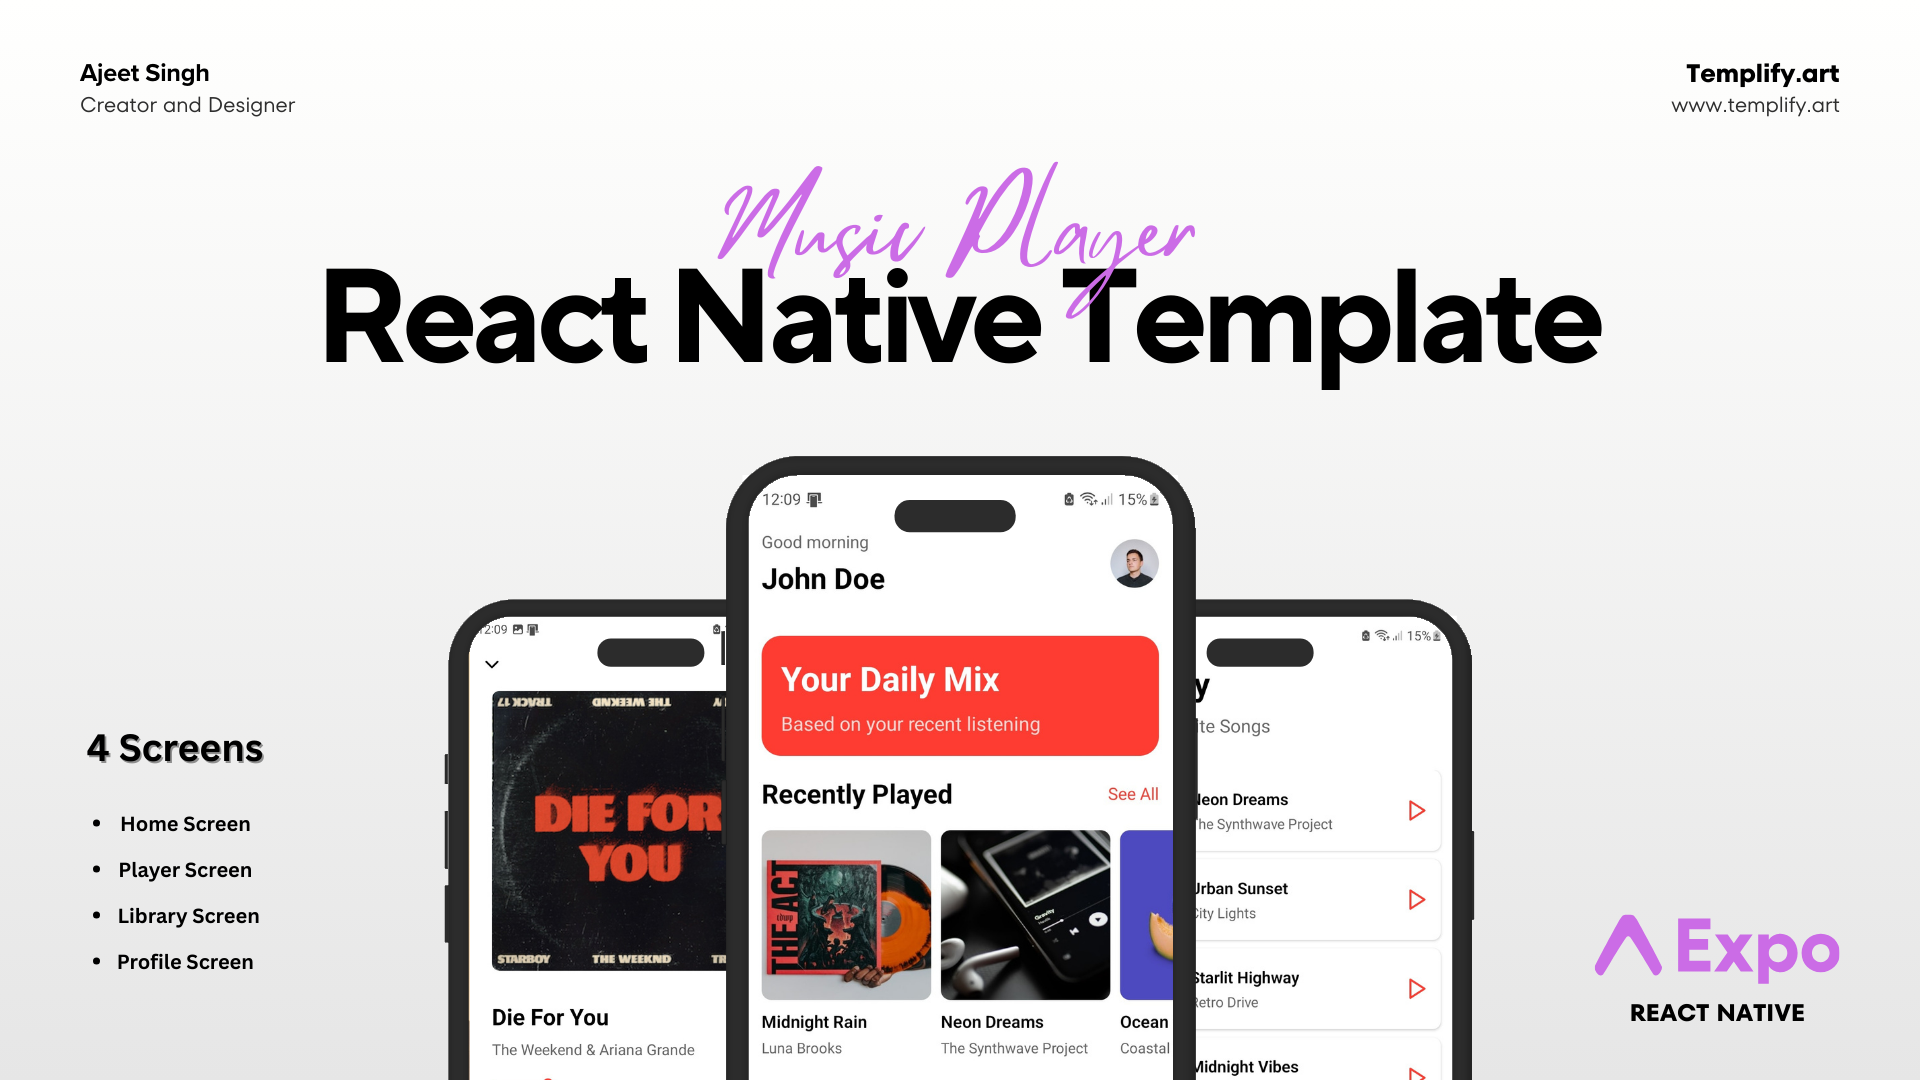 Ajeet Singh
Creator and Designer
Templify.art
www.templify.art
Music Player
React Native Template
4 Screens
• Home Screen
• Player Screen
• Library Screen
• Profile Screen
12:09
DIE FOR
YOU
THE WEEKND
TRACK 17
STARBOY
THE WEEKND
Die For You
The Weekend & Ariana Grande
12:09
15%
Good morning
John Doe
Your Daily Mix
Based on your recent listening
Recently Played
See All
THE ACT
Midnight Rain
Luna Brooks
Neon Dreams
The Synthwave Project
Ocean
Coastal
15%
y
te Songs
Neon Dreams
The Synthwave Project
Urban Sunset
City Lights
Starlit Highway
Retro Drive
Midnight Vibes
Expo
REACT NATIVE